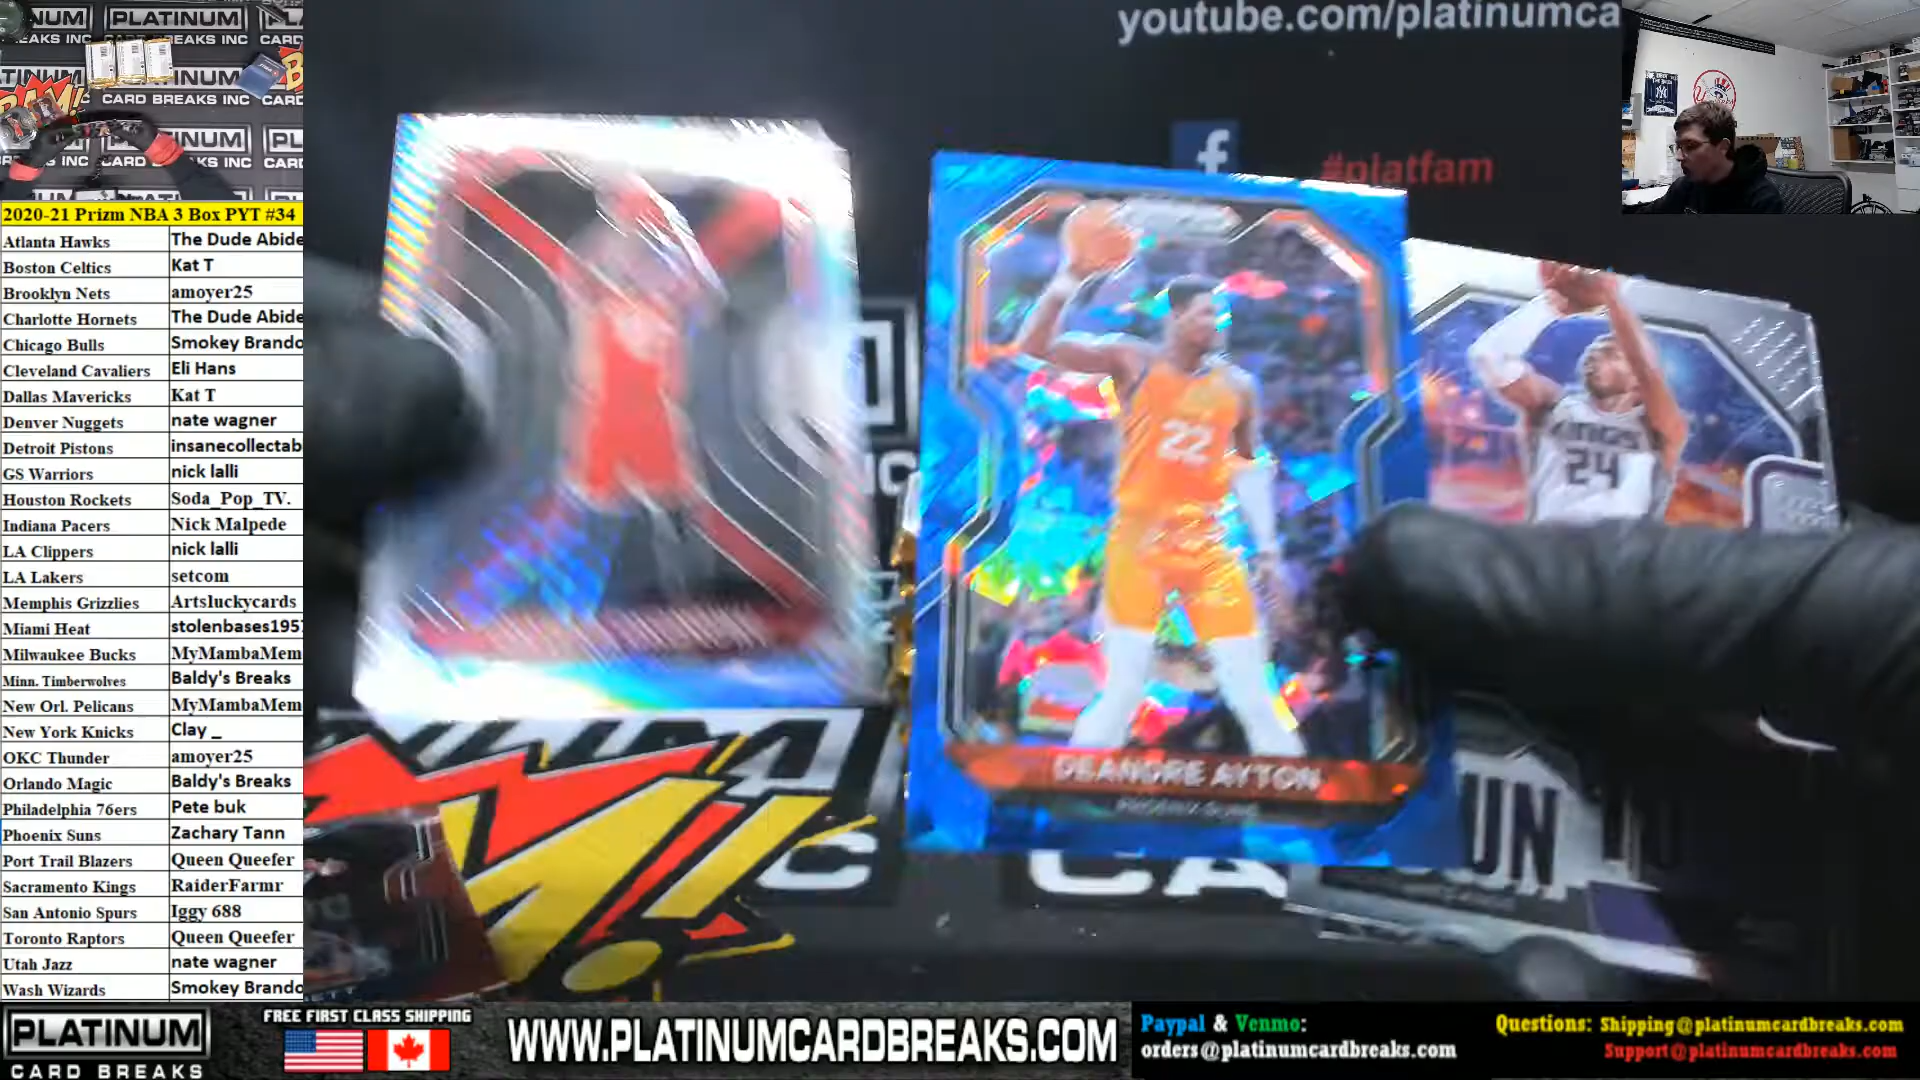 youtube.com/platinumca
#platfam
f
PLATINUM
CARD BREAKS INC
2020-21 Prizm NBA 3 Box PYT #34
Atlanta Hawks The Dude Abide
Boston Celtics Kat T
Brooklyn Nets amoyer25
Charlotte Hornets The Dude Abide
Chicago Bulls Smokey Brando
Cleveland Cavaliers Eli Hans
Dallas Mavericks Kat T
Denver Nuggets nate wagner
Detroit Pistons insanecollectab
GS Warriors nick lalli
Houston Rockets Soda_Pop_TV.
Indiana Pacers Nick Malpede
LA Clippers nick lalli
LA Lakers setcom
Memphis Grizzlies Artsluckycards
Miami Heat stolenbases195
Milwaukee Bucks MyMambaMem
Minn. Timberwolves Baldy's Breaks
New Orl. Pelicans MyMambaMem
New York Knicks Clay _
OKC Thunder amoyer25
Orlando Magic Baldy's Breaks
Philadelphia 76ers Pete buk
Phoenix Suns Zachary Tann
Port Trail Blazers Queen Queefer
Sacramento Kings RaiderFarmr
San Antonio Spurs Iggy 688
Toronto Raptors Queen Queefer
Utah Jazz nate wagner
Wash Wizards Smokey Brando
22
DEANDRE AYTON
PHOENIX SUNS
KINGS
24
C CA
UN
PLATINUM
CARD BREAKS
FREE FIRST CLASS SHIPPING
WWW.PLATINUMCARDBREAKS.COM
Paypal & Venmo:
orders@platinumcardbreaks.com
Questions: Shipping@platinumcardbreaks.com
Support@platinumcardbreaks.com